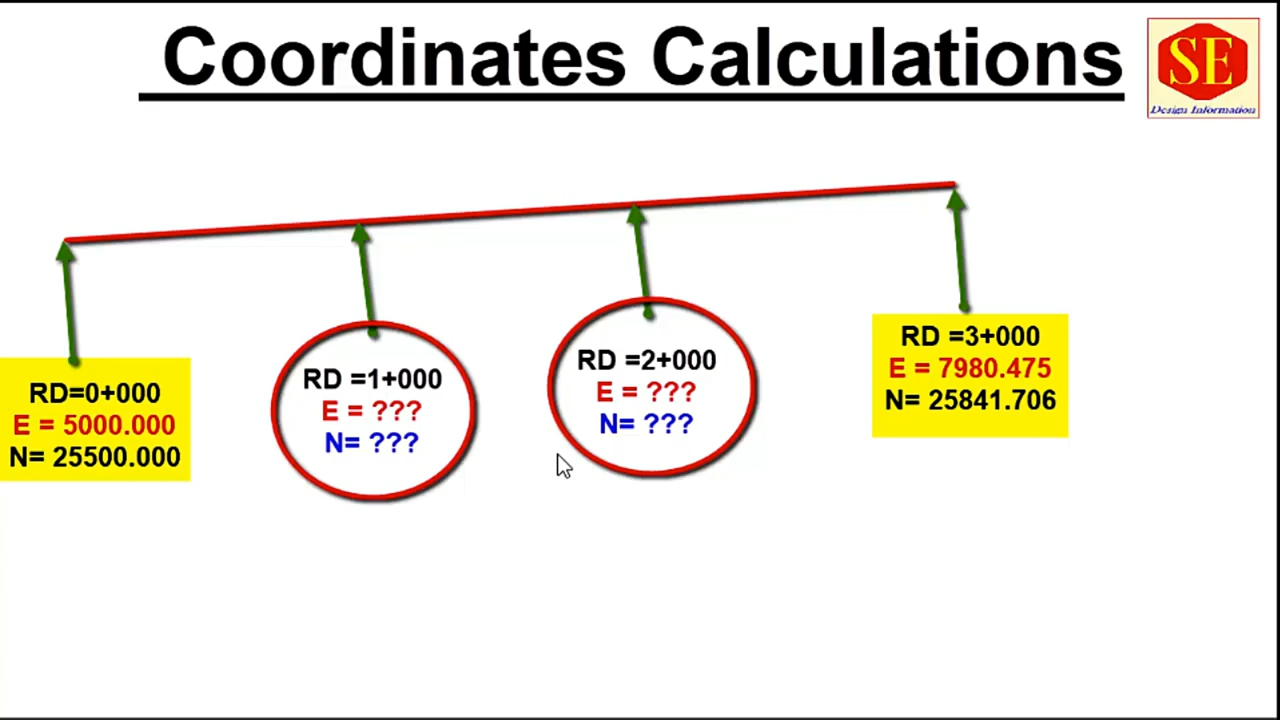 Coordinates Calculations
SE
Design Information
RD=0+000
E = 5000.000
N= 25500.000
RD =1+000
E = ???
N= ???
RD =2+000
E = ???
N= ???
RD =3+000
E = 7980.475
N= 25841.706